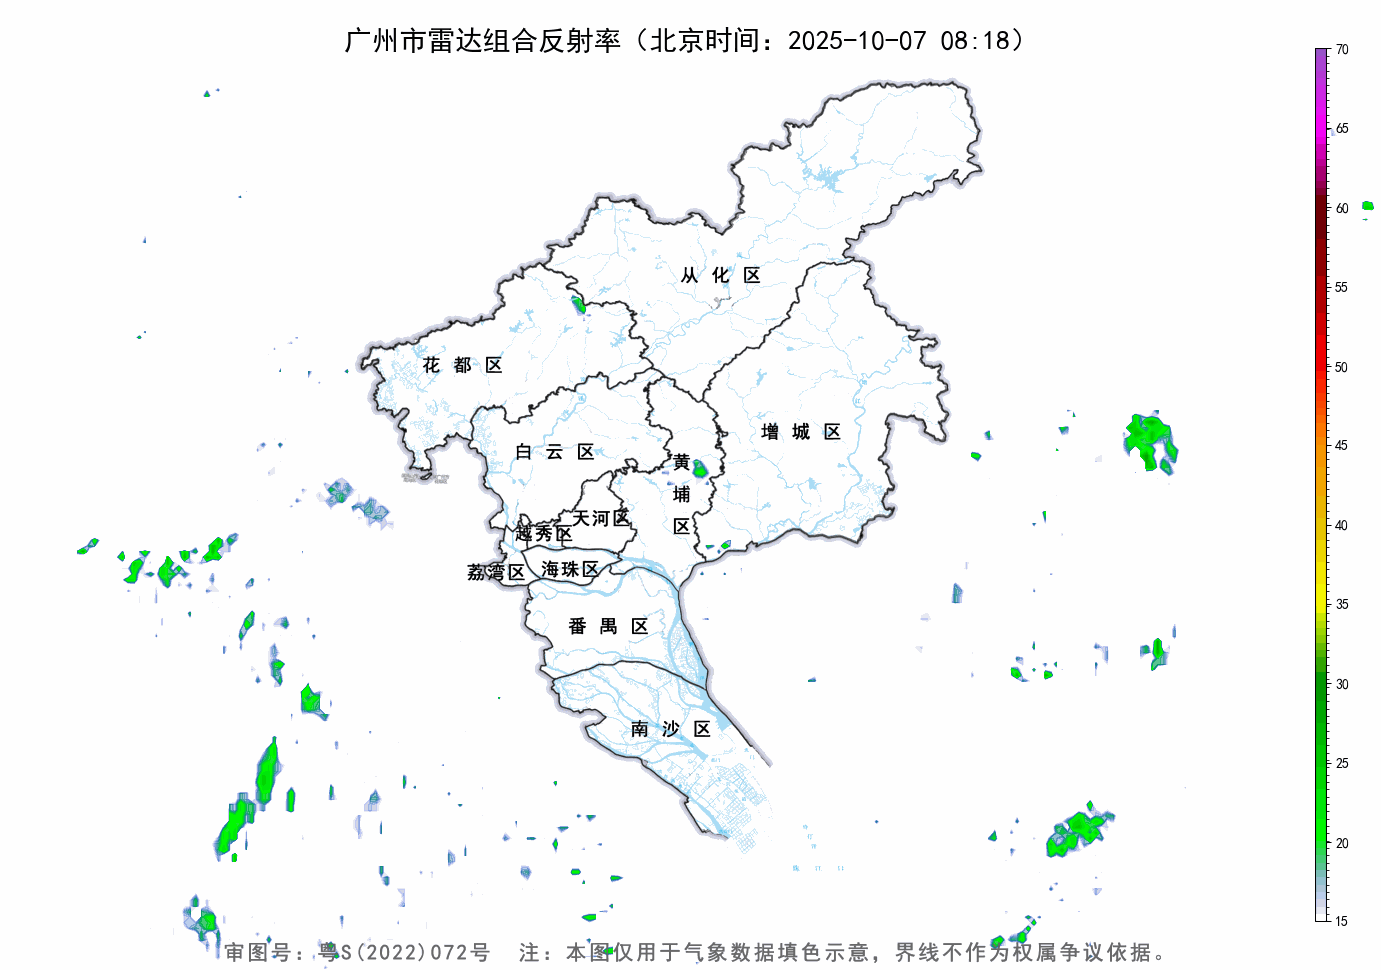 广州市雷达组合反射率（北京时间：2025-10-07 08:18）
70
65
60
55
50
45
40
35
30
25
20
15
从化区
花都区
增城区
白云区
黄埔区
天河区
越秀区
荔湾区
海珠区
番禺区
南沙区
审图号：粤S(2022)072号 注：本图仅用于气象数据填色示意，界线不作为权属争议依据。